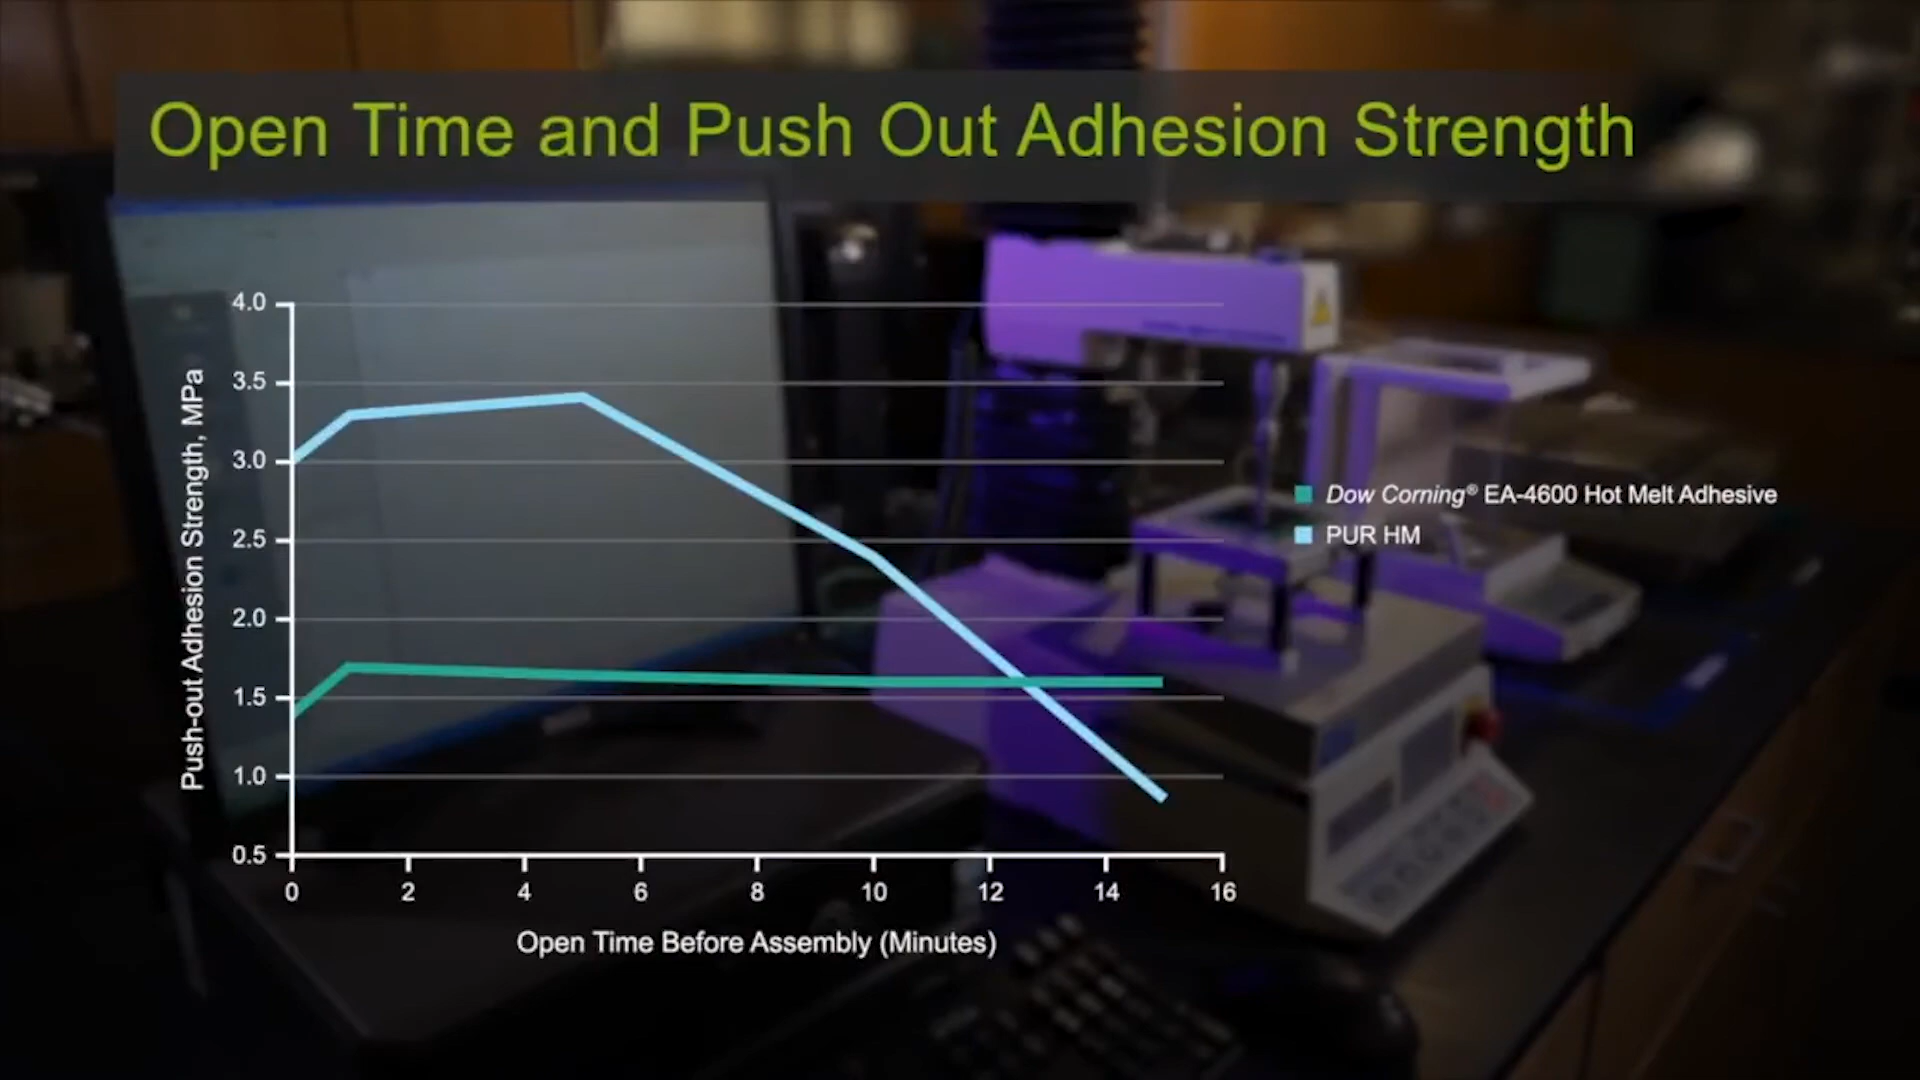 Open Time and Push Out Adhesion Strength
4.0
3.5
3.0
2.5
2.0
1.5
1.0
0.5
Push-out Adhesion Strength, MPa
0 2 4 6 8 10 12 14 16
Open Time Before Assembly (Minutes)
Dow Corning® EA-4600 Hot Melt Adhesive
PUR HM